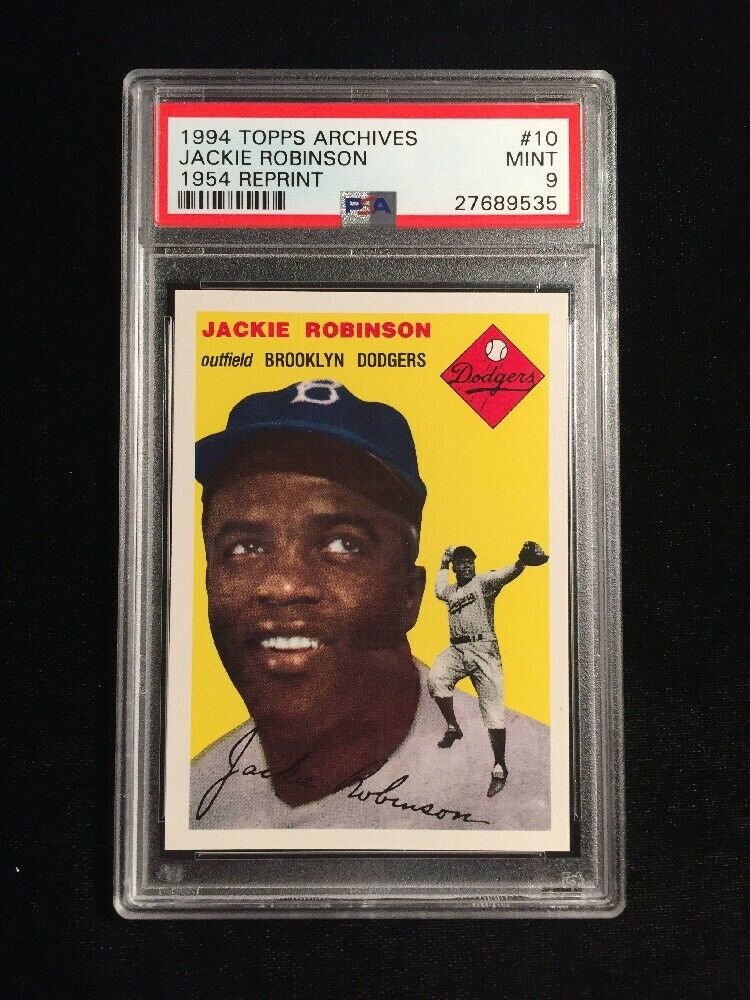 1994 TOPPS ARCHIVES #10
JACKIE ROBINSON MINT
1954 REPRINT 9
PSA 27689535
JACKIE ROBINSON
outfield BROOKLYN DODGERS
Dodgers
B
Jackie Robinson